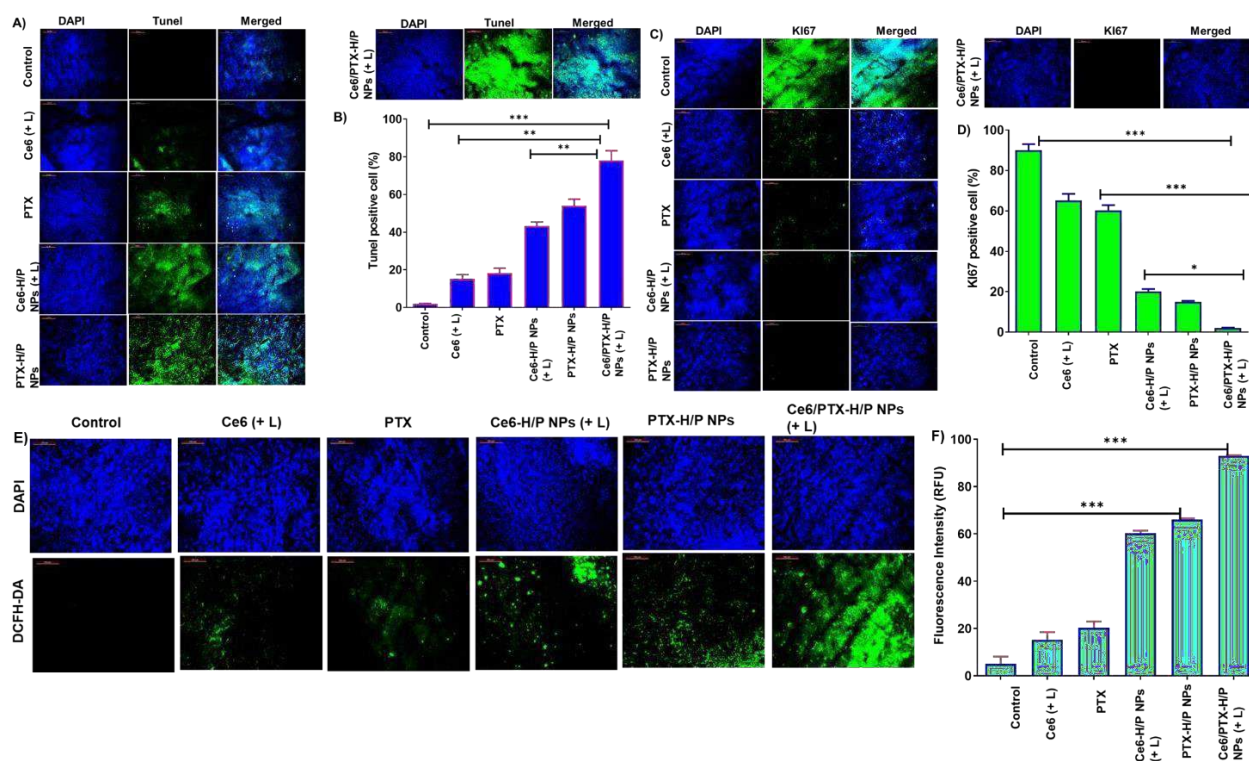 A)
DAPI Tunel Merged
Control
Ce6 (+ L)
PTX
Ce6-H/P
NPs (+ L)
PTX-H/P
NPs
DAPI Tunel Merged
Ce6/PTX-H/P
NPs (+ L)
B)
***
**
**
100
80
60
40
20
0
Tunel positive cell (%)
Control
Ce6 (+ L)
PTX
Ce6-H/P NPs
(+ L)
PTX-H/P NPs
Ce6/PTX-H/P
NPs (+ L)
C)
DAPI KI67 Merged
Control
Ce6 (+L)
PTX
Ce6-H/P
NPs (+ L)
PTX-H/P
NPs
DAPI KI67 Merged
Ce6/PTX-H/P
NPs (+ L)
D)
***
***
*
100
80
60
40
20
0
KI67 positive cell (%)
Control
Ce6 (+ L)
PTX
Ce6-H/P NPs
(+ L)
PTX-H/P NPs
Ce6/PTX-H/P
NPs (+ L)
E)
Control Ce6 (+ L) PTX Ce6-H/P NPs (+ L) PTX-H/P NPs Ce6/PTX-H/P NPs
(+ L)
DAPI
DCFH-DA
F)
***
***
100
80
60
40
20
0
Fluorescence Intensity (RFU)
Control
Ce6 (+ L)
PTX
Ce6-H/P NPs
(+ L)
PTX-H/P NPs
Ce6/PTX-H/P
NPs (+ L)